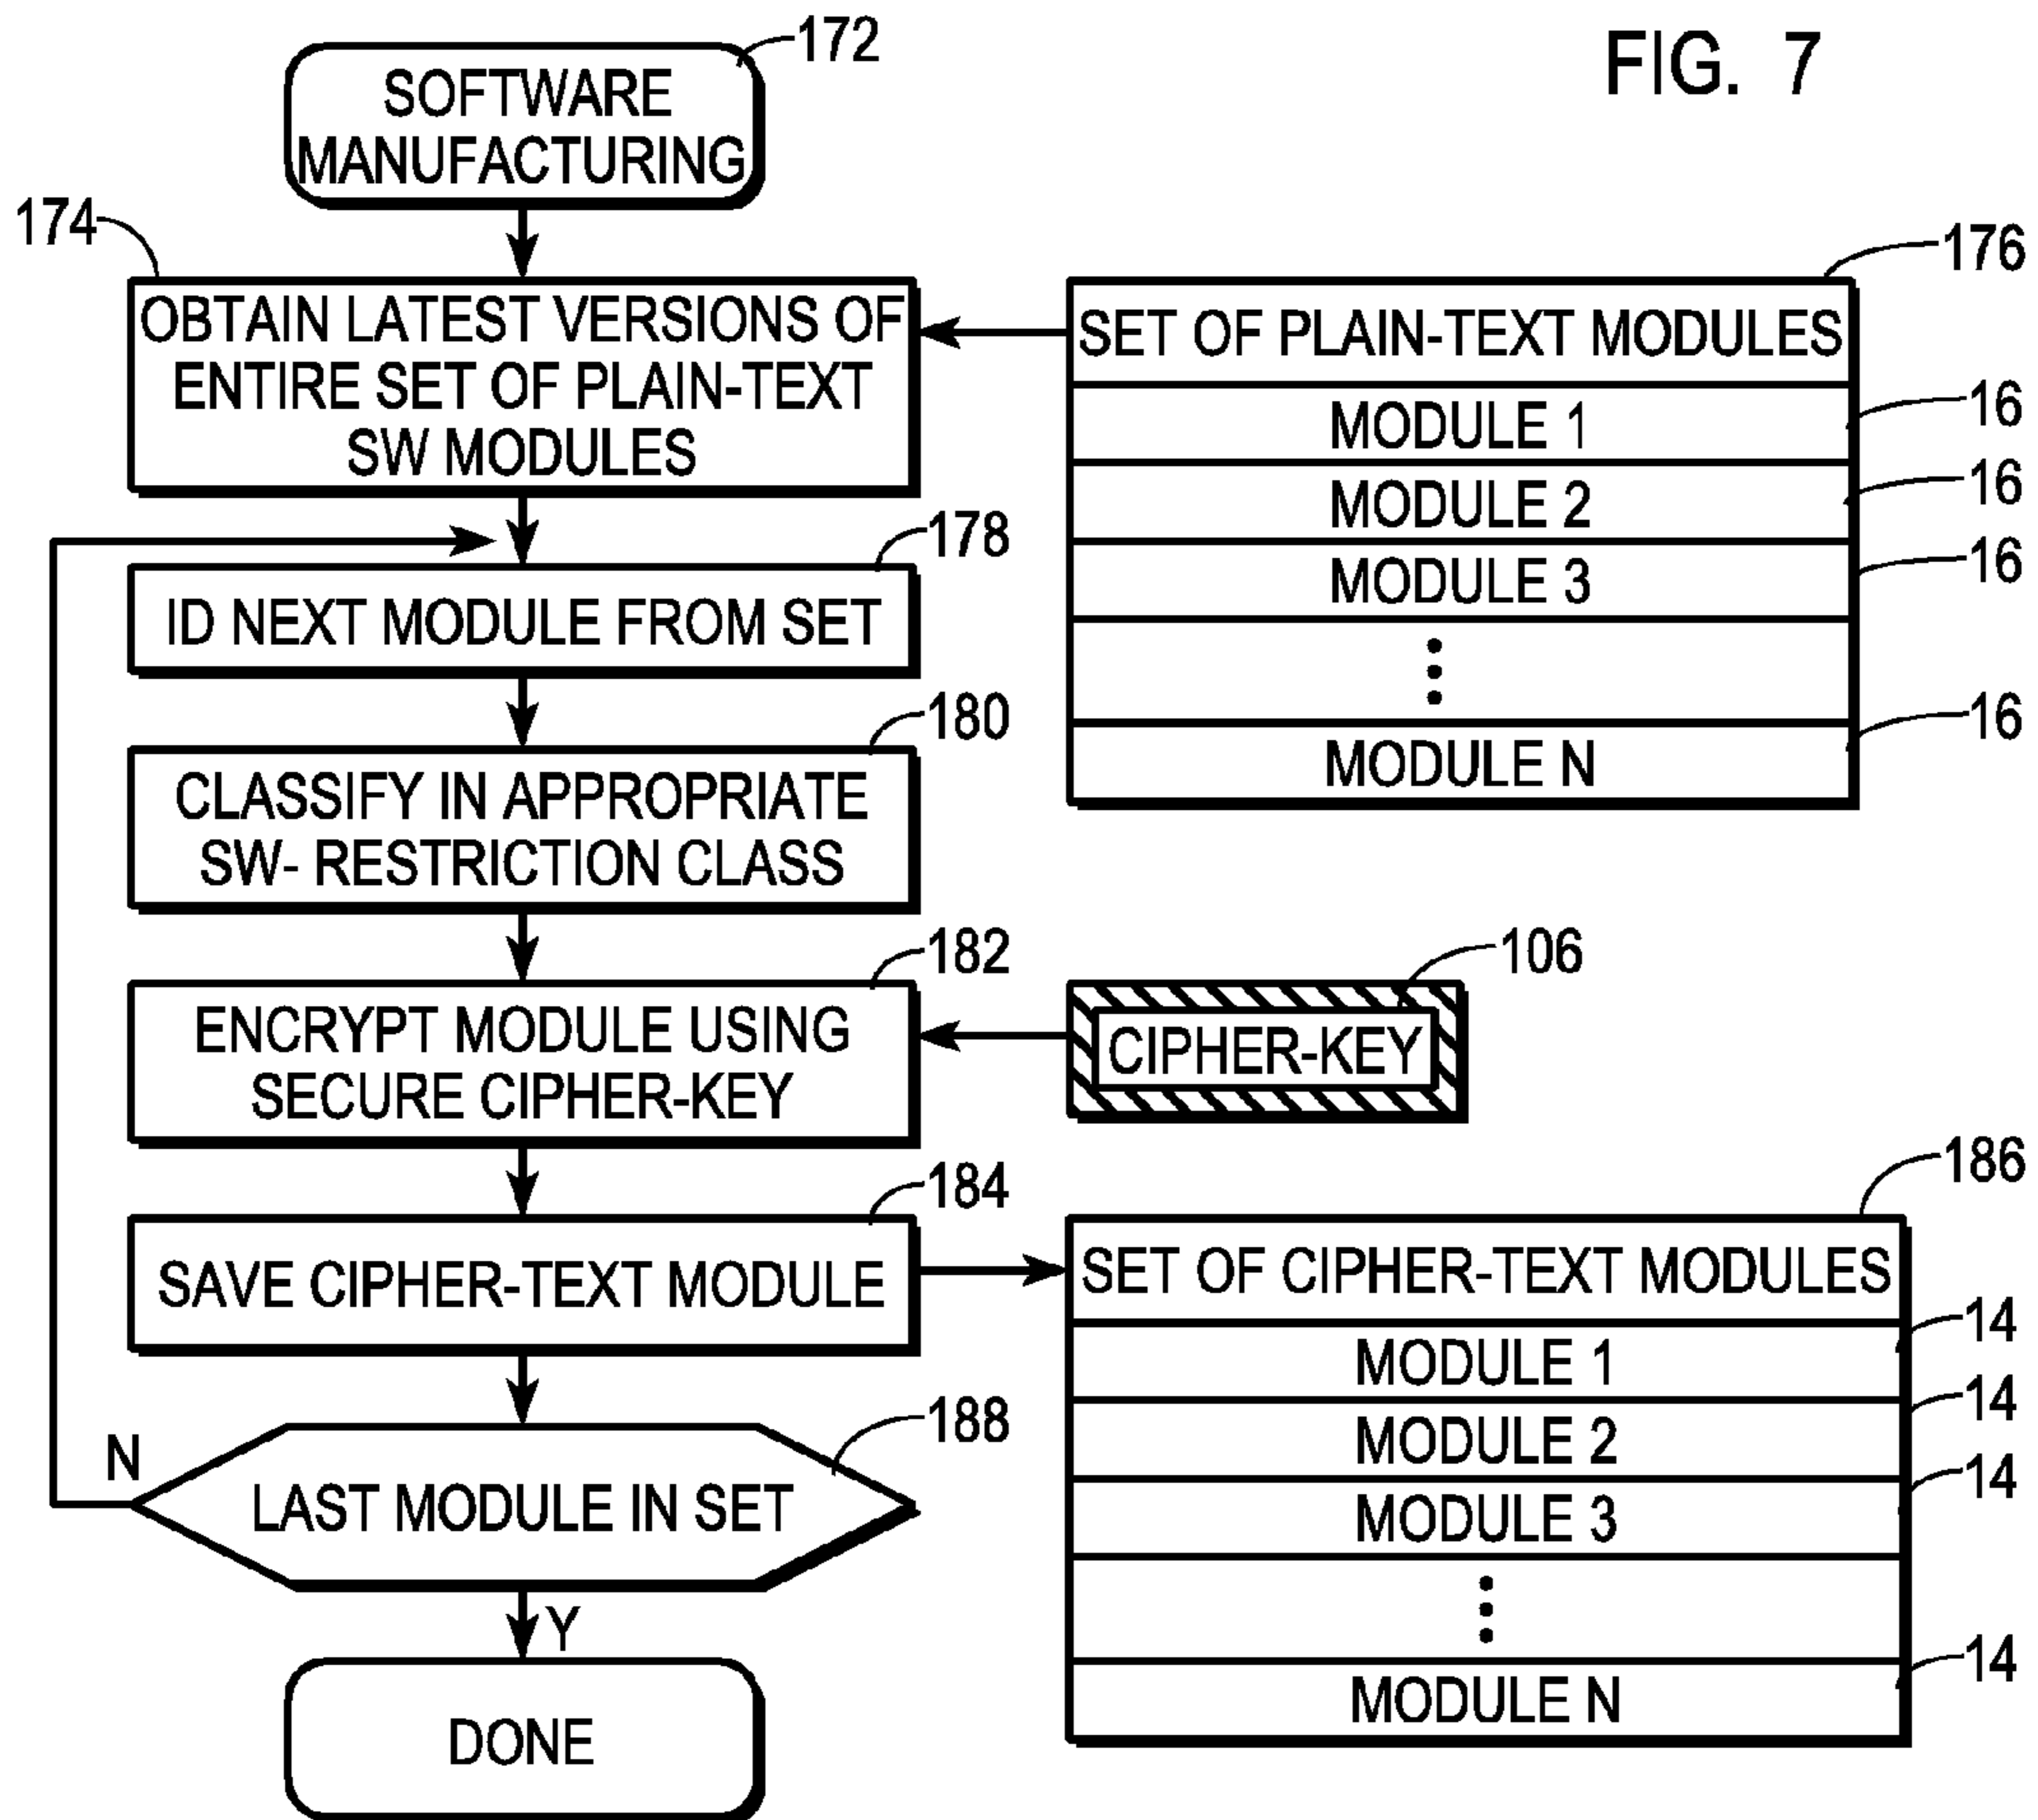 FIG. 7
172
SOFTWARE
MANUFACTURING
174
OBTAIN LATEST VERSIONS OF
ENTIRE SET OF PLAIN-TEXT
SW MODULES
176
SET OF PLAIN-TEXT MODULES
MODULE 1
16
MODULE 2
16
MODULE 3
16
MODULE N
16
178
ID NEXT MODULE FROM SET
180
CLASSIFY IN APPROPRIATE
SW- RESTRICTION CLASS
182
ENCRYPT MODULE USING
SECURE CIPHER-KEY
106
CIPHER-KEY
184
SAVE CIPHER-TEXT MODULE
186
SET OF CIPHER-TEXT MODULES
MODULE 1
14
MODULE 2
14
MODULE 3
14
MODULE N
14
188
N
LAST MODULE IN SET
Y
DONE